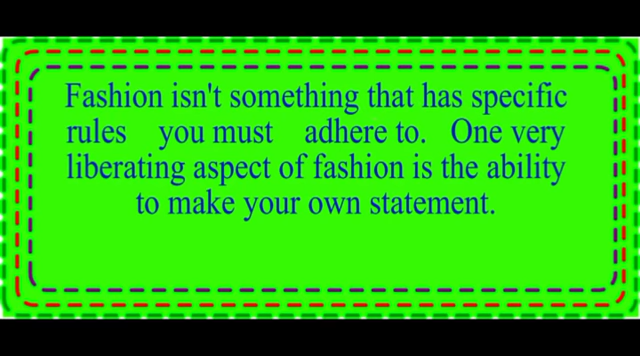 Fashion isn't something that has specific
rules you must adhere to. One very
liberating aspect of fashion is the ability
to make your own statement.